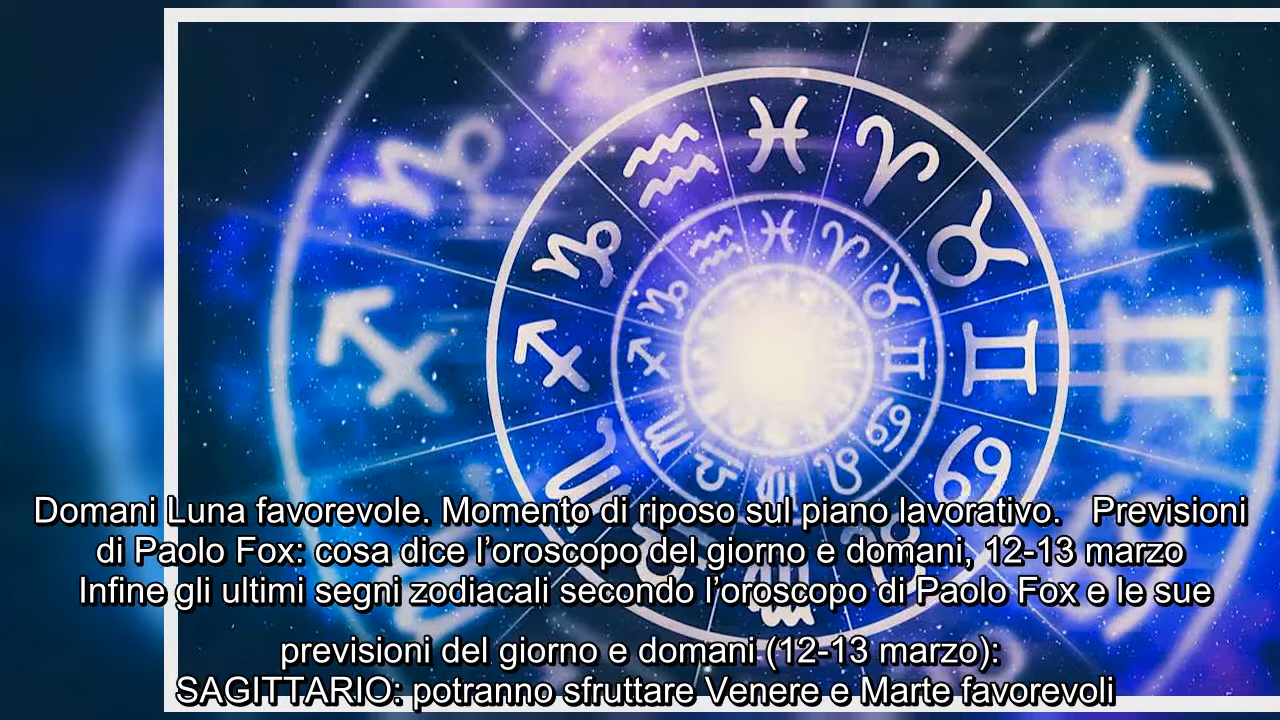 Domani Luna favorevole. Momento di riposo sul piano lavorativo.   Previsioni
di Paolo Fox: cosa dice l’oroscopo del giorno e domani, 12-13 marzo
Infine gli ultimi segni zodiacali secondo l’oroscopo di Paolo Fox e le sue
previsioni del giorno e domani (12-13 marzo):
SAGITTARIO: potranno sfruttare Venere e Marte favorevoli